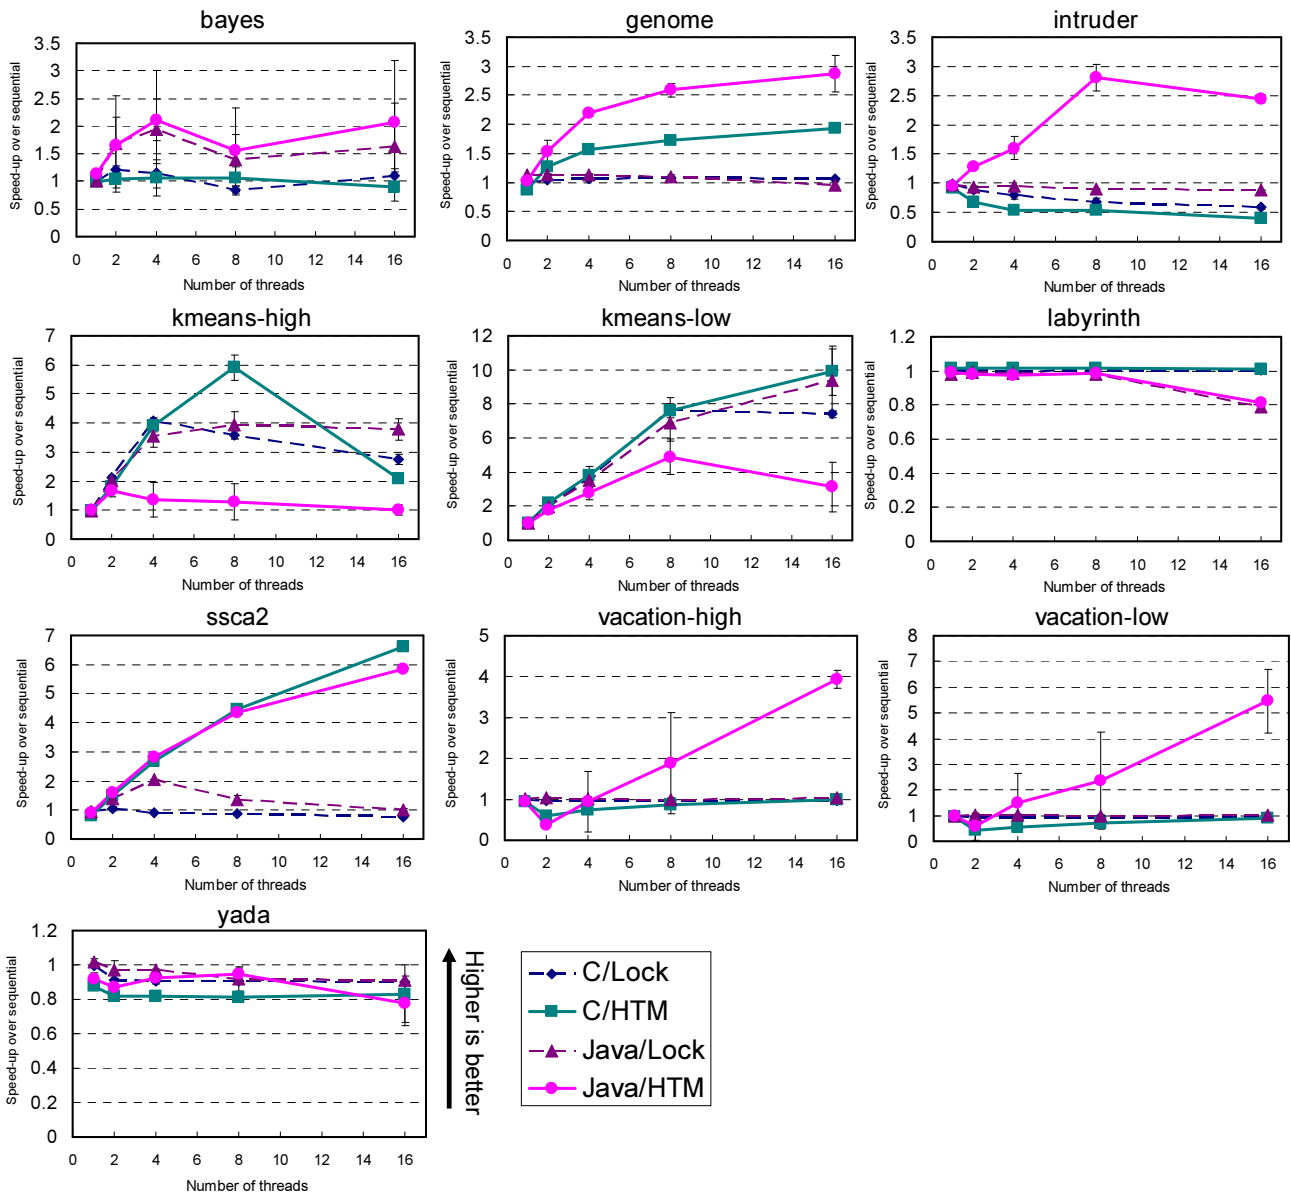 bayes
Speed-up over sequential
3.5
3
2.5
2
1.5
1
0.5
0
0 2 4 6 8 10 12 14 16
Number of threads
genome
Speed-up over sequential
3.5
3
2.5
2
1.5
1
0.5
0
0 2 4 6 8 10 12 14 16
Number of threads
intruder
Speed-up over sequential
3.5
3
2.5
2
1.5
1
0.5
0
0 2 4 6 8 10 12 14 16
Number of threads
kmeans-high
Speed-up over sequential
7
6
5
4
3
2
1
0
0 2 4 6 8 10 12 14 16
Number of threads
kmeans-low
Speed-up over sequential
12
10
8
6
4
2
0
0 2 4 6 8 10 12 14 16
Number of threads
labyrinth
Speed-up over sequential
1.2
1
0.8
0.6
0.4
0.2
0
0 2 4 6 8 10 12 14 16
Number of threads
ssca2
Speed-up over sequential
7
6
5
4
3
2
1
0
0 2 4 6 8 10 12 14 16
Number of threads
vacation-high
Speed-up over sequential
5
4
3
2
1
0
0 2 4 6 8 10 12 14 16
Number of threads
vacation-low
Speed-up over sequential
8
7
6
5
4
3
2
1
0
0 2 4 6 8 10 12 14 16
Number of threads
yada
Speed-up over sequential
1.2
1
0.8
0.6
0.4
0.2
0
0 2 4 6 8 10 12 14 16
Number of threads
Higher is better
C/Lock
C/HTM
Java/Lock
Java/HTM